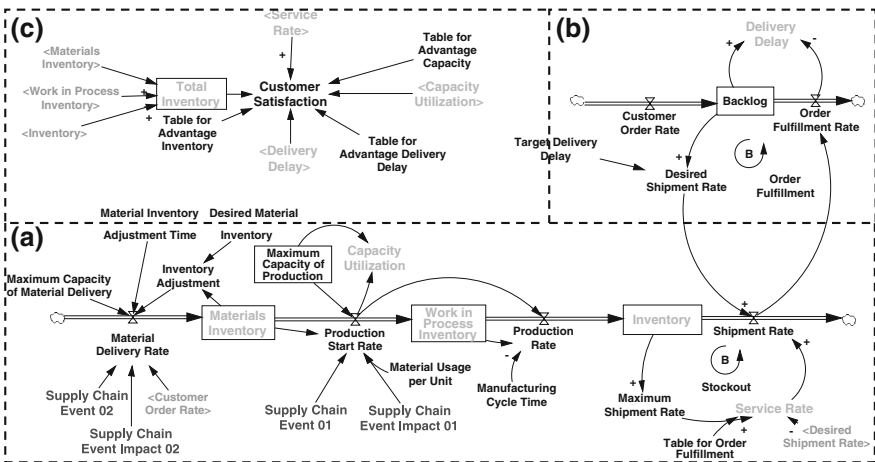 (c)
<Service
Rate>
+
<Materials
Inventory>
+
<Work in Process
Inventory>
+
<Inventory>
Total
Inventory
Table for
Advantage
Inventory
Customer
Satisfaction
Table for
Advantage
Capacity
<Capacity
Utilization>
Table for
Advantage Delivery
Delay
<Delivery
Delay>
(b)
Delivery
Delay
+
-
Customer
Order Rate
Backlog
Order
Fulfillment Rate
Target Delivery
Delay
+
Desired
Shipment Rate
B
Order
Fulfillment
(a)
Material Inventory
Adjustment Time
Desired Material
Inventory
Maximum Capacity
of Material Delivery
Inventory
Adjustment
Maximum
Capacity of
Production
Capacity
Utilization
Material
Delivery Rate
Materials
Inventory
Production
Start Rate
Work in
Process
Inventory
Production
Rate
-
Manufacturing
Cycle Time
Material Usage
per Unit
Supply Chain
Event 02
Supply Chain
Event Impact 02
<Customer
Order Rate>
Supply Chain
Event 01
Supply Chain
Event Impact 01
Inventory
+
Shipment Rate
+
B
Stockout
+
Maximum
Shipment Rate
Service Rate
+
-
Table for Order
Fulfillment
<Desired
Shipment Rate>